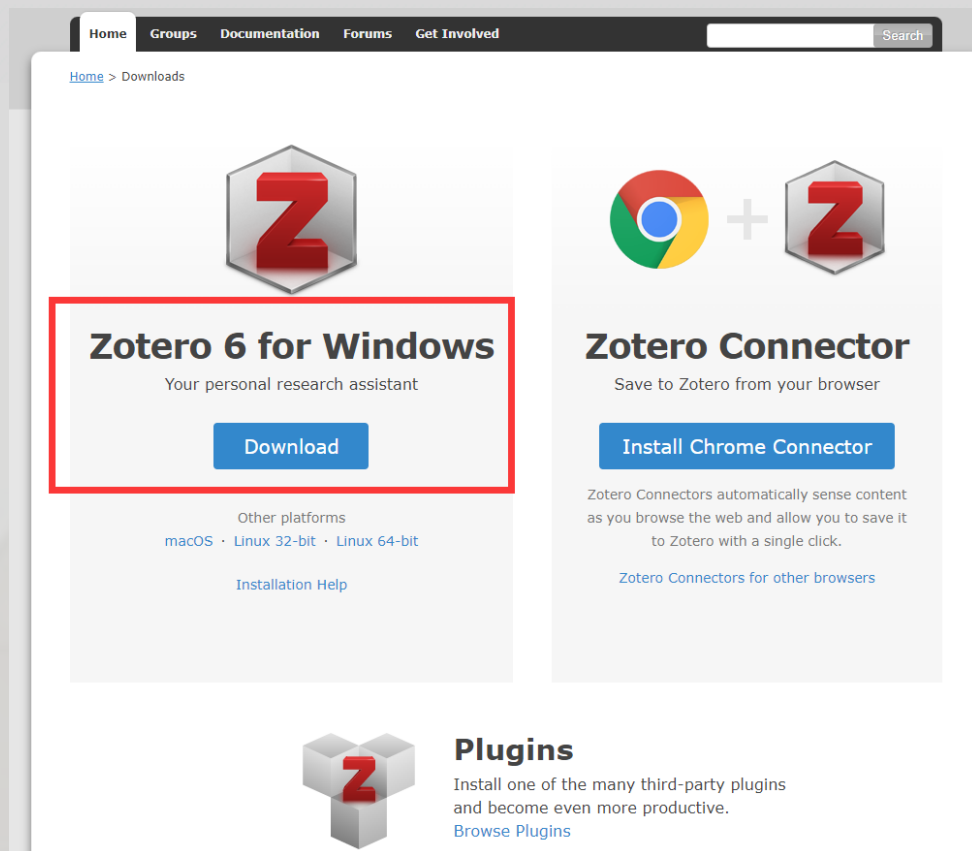 Home Groups Documentation Forums Get Involved
Search
Home > Downloads
Z
Z
Zotero 6 for Windows
Your personal research assistant
Download
Other platforms
macOS · Linux 32-bit · Linux 64-bit
Installation Help
Zotero Connector
Save to Zotero from your browser
Install Chrome Connector
Zotero Connectors automatically sense content
as you browse the web and allow you to save it
to Zotero with a single click.
Zotero Connectors for other browsers
Z
Plugins
Install one of the many third-party plugins
and become even more productive.
Browse Plugins